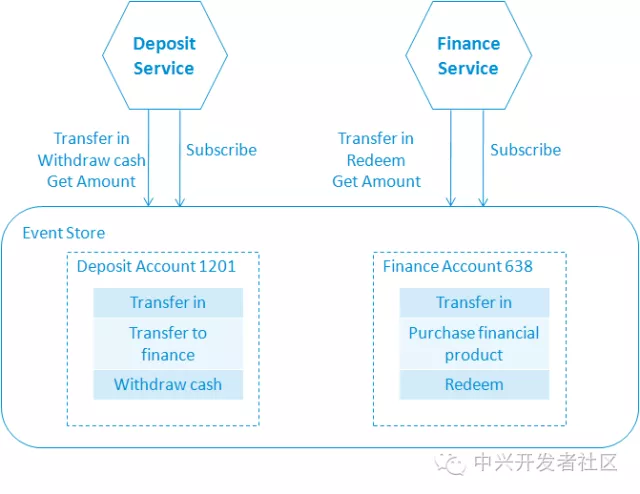 Deposit
Service
Finance
Service
Transfer in
Withdraw cash
Get Amount
Subscribe
Transfer in
Redeem
Get Amount
Subscribe
Event Store
Deposit Account 1201
Transfer in
Transfer to
finance
Withdraw cash
Finance Account 638
Transfer in
Purchase financial
product
Redeem
中兴开发者社区